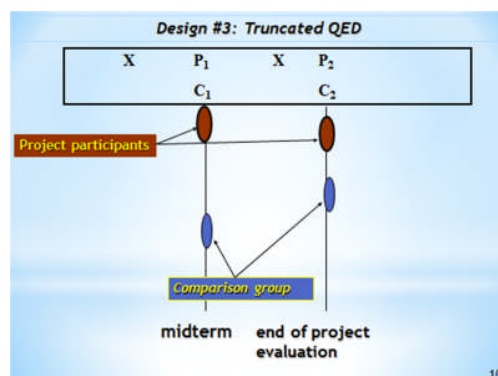 Design #3: Truncated QED
X P₁ X P₂
C₁ C₂
Project participants
Comparison group
midterm end of project
evaluation